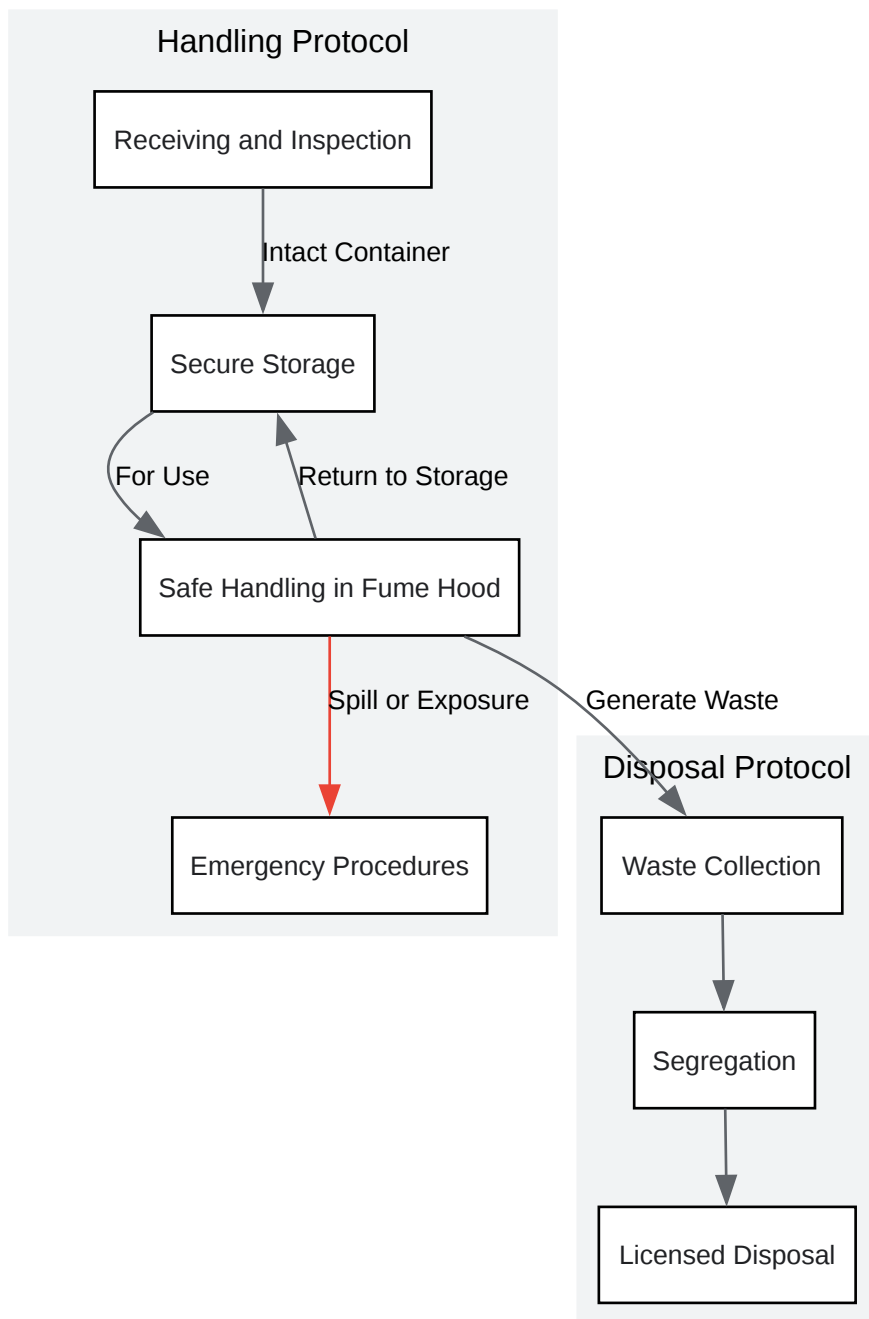 Handling Protocol
Receiving and Inspection
Intact Container
Secure Storage
For Use
Return to Storage
Safe Handling in Fume Hood
Spill or Exposure
Generate Waste
Disposal Protocol
Emergency Procedures
Waste Collection
Segregation
Licensed Disposal